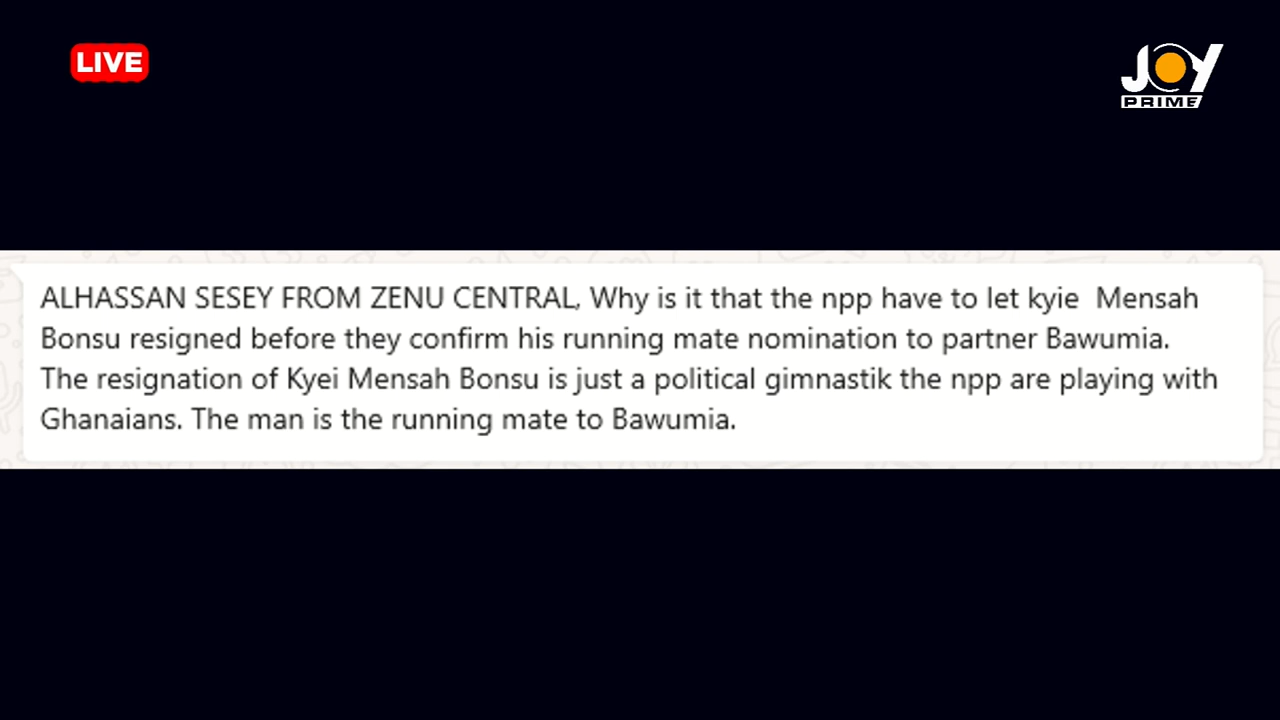 LIVE
JOY
PRIME
ALHASSAN SESEY FROM ZENU CENTRAL, Why is it that the npp have to let kyie  Mensah
Bonsu resigned before they confirm his running mate nomination to partner Bawumia.
The resignation of Kyei Mensah Bonsu is just a political gimnastik the npp are playing with
Ghanaians. The man is the running mate to Bawumia.